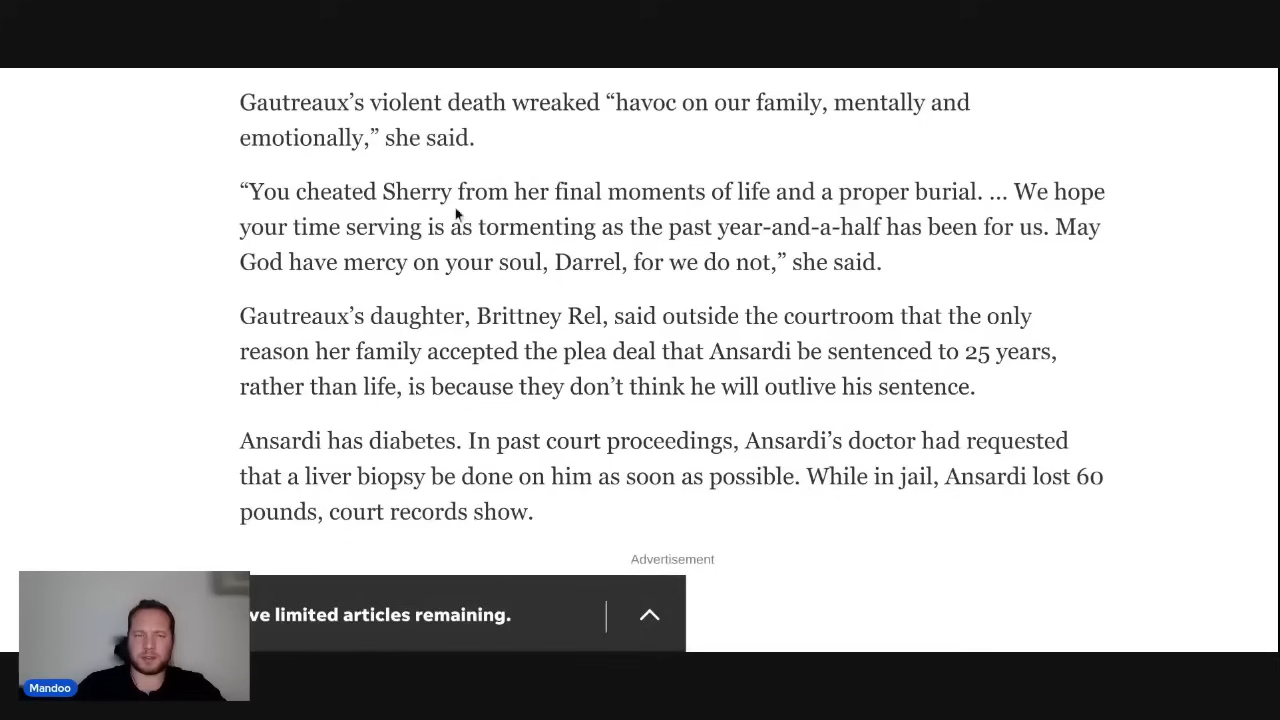 Gautreaux’s violent death wreaked “havoc on our family, mentally and
emotionally,” she said.
“You cheated Sherry from her final moments of life and a proper burial. ... We hope
your time serving is as tormenting as the past year-and-a-half has been for us. May
God have mercy on your soul, Darrel, for we do not,” she said.
Gautreaux’s daughter, Brittney Rel, said outside the courtroom that the only
reason her family accepted the plea deal that Ansardi be sentenced to 25 years,
rather than life, is because they don’t think he will outlive his sentence.
Ansardi has diabetes. In past court proceedings, Ansardi’s doctor had requested
that a liver biopsy be done on him as soon as possible. While in jail, Ansardi lost 60
pounds, court records show.
Advertisement
ve limited articles remaining.
Mandoo